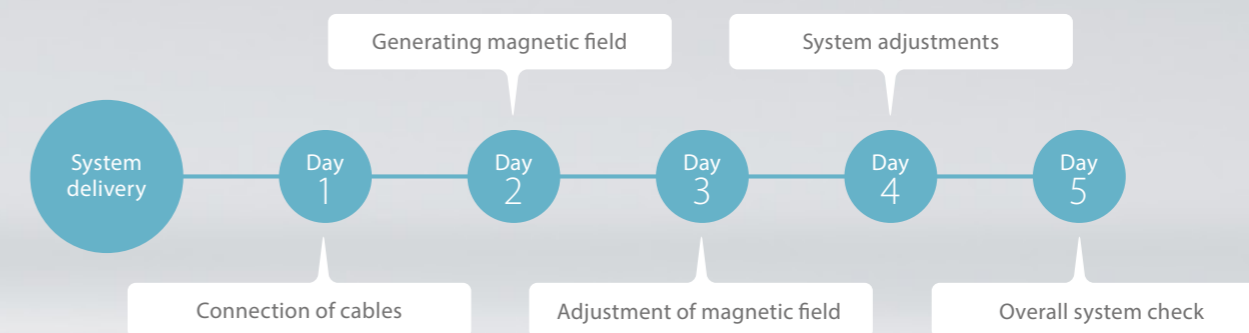 Generating magnetic field
System adjustments
System
delivery
Day
1
Day
2
Day
3
Day
4
Day
5
Connection of cables
Adjustment of magnetic field
Overall system check